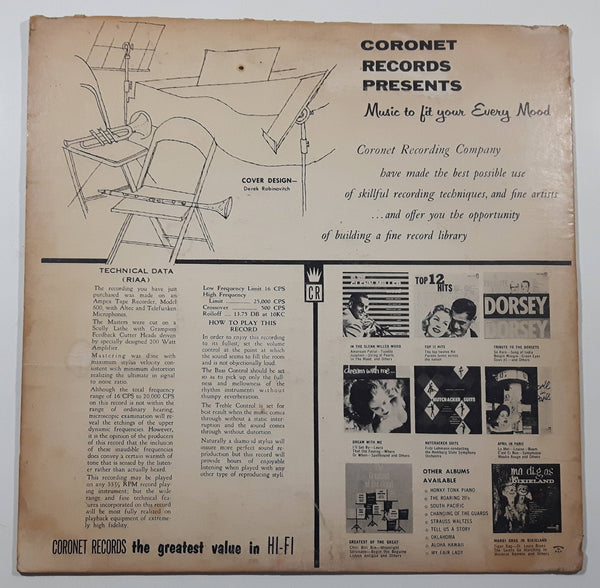 CORONET
RECORDS
PRESENTS
Music to fit your Every Mood
Coronet Recording Company
have made the best possible use
of skillful recording techniques, and fine artists
...and offer you the opportunity
of building a fine record library
COVER DESIGN—
Derek Rabinovitch
TECHNICAL DATA
(RIAA)
The recording you have just
purchased was made on an
Ampex Tape Recorder, Model
600, with Altec and Telefunken
Microphones.
The Masters were cut on a
Scully Lathe with Grampion
Feedback Cutter Heads driven
by specially designed 200 Watt
Amplifier.
Mastering was done with
maximum stylus velocity con-
sistent with minimum distortion
realizing the ultimate in signal
to noise ratio.
Although the total frequency
range of 16 CPS to 20,000 CPS
on this record is not within the
range of ordinary hearing,
microscopic examination will re-
veal the etchings of the upper
dynamic frequencies. However,
it is the opinion of the producers
of this record that the inclusion
of these inaudible frequencies
does convey a certain warmth of
tone that is sensed by the listen-
er rather than actually heard.
This recording may be played
on any 33⅓ RPM record play-
ing instrument; but the wide
range and fine technical fea-
tures incorporated on this record
will be most fully realized on
playback equipment of extreme-
ly high fidelity.
Low Frequency Limit 16 CPS
High Frequency
Limit ... 25,000 CPS
Crossover ... 500 CPS
Rolloff ... 13.75 DB at 10KC
HOW TO PLAY THIS
RECORD
In order to enjoy this recording
to its fullest, set the volume
control at the point at which
the sound seems to fill the room
and is not objectionally loud.
The Bass Control should be set
so as to pick up only the full-
ness and mellowness of the
rhythm instruments without
thumpy reverberation.
The Treble Control is set for
best result when the music comes
through without a static inter-
ruption and the sound comes
through without distortion.
Naturally a diamond stylus will
insure more perfect sound re-
production but this record will
provide hours of enjoyable
listening when played with any
other type of reproducing styli.
CR
TOP 12
HITS
DORSEY
DORSEY
IN THE GLENN MILLER MOOD
TOP 12 HITS
TRIBUTE TO THE DORSEYS
dream with me...
NUTCRACKER SUITE
DREAM WITH ME
NUTCRACKER SUITE
APRIL IN PARIS
OTHER ALBUMS
AVAILABLE
HONKY TONK PIANO
THE ROARING 20's
SOUTH PACIFIC
CHANGING OF THE GUARDS
STRAUSS WALTZES
TELL US A STORY
OKLAHOMA
ALOHA HAWAII
MY FAIR LADY
DIXIELAND
GREATEST OF THE GREAT
MARDI GRAS IN DIXIELAND
CORONET RECORDS the greatest value in HI-FI